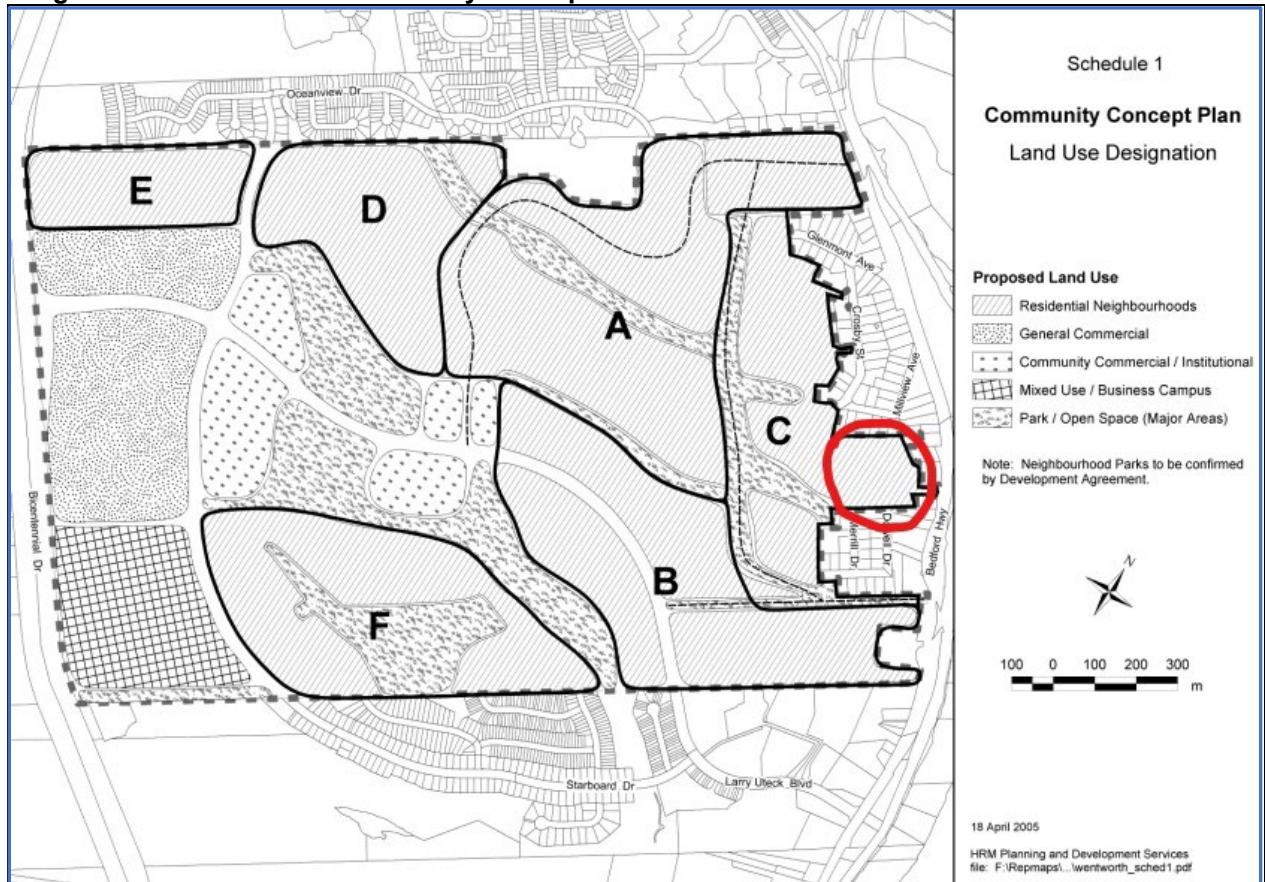 Schedule 1
Community Concept Plan
Land Use Designation
Proposed Land Use
Residential Neighbourhoods
General Commercial
Community Commercial / Institutional
Mixed Use / Business Campus
Park / Open Space (Major Areas)
Note: Neighbourhood Parks to be confirmed
by Development Agreement.
N
100 0 100 200 300
m
18 April 2005
HRM Planning and Development Services
file: F:\Repmaps\...\wentworth_sched1.pdf
Oceanview Dr
E
D
A
C
B
F
Glenmont Ave
Crosby St
Millview Ave
Merrill Dr
Bedford Hwy
Bicentennial Dr
Starboard Dr
Larry Uteck Blvd